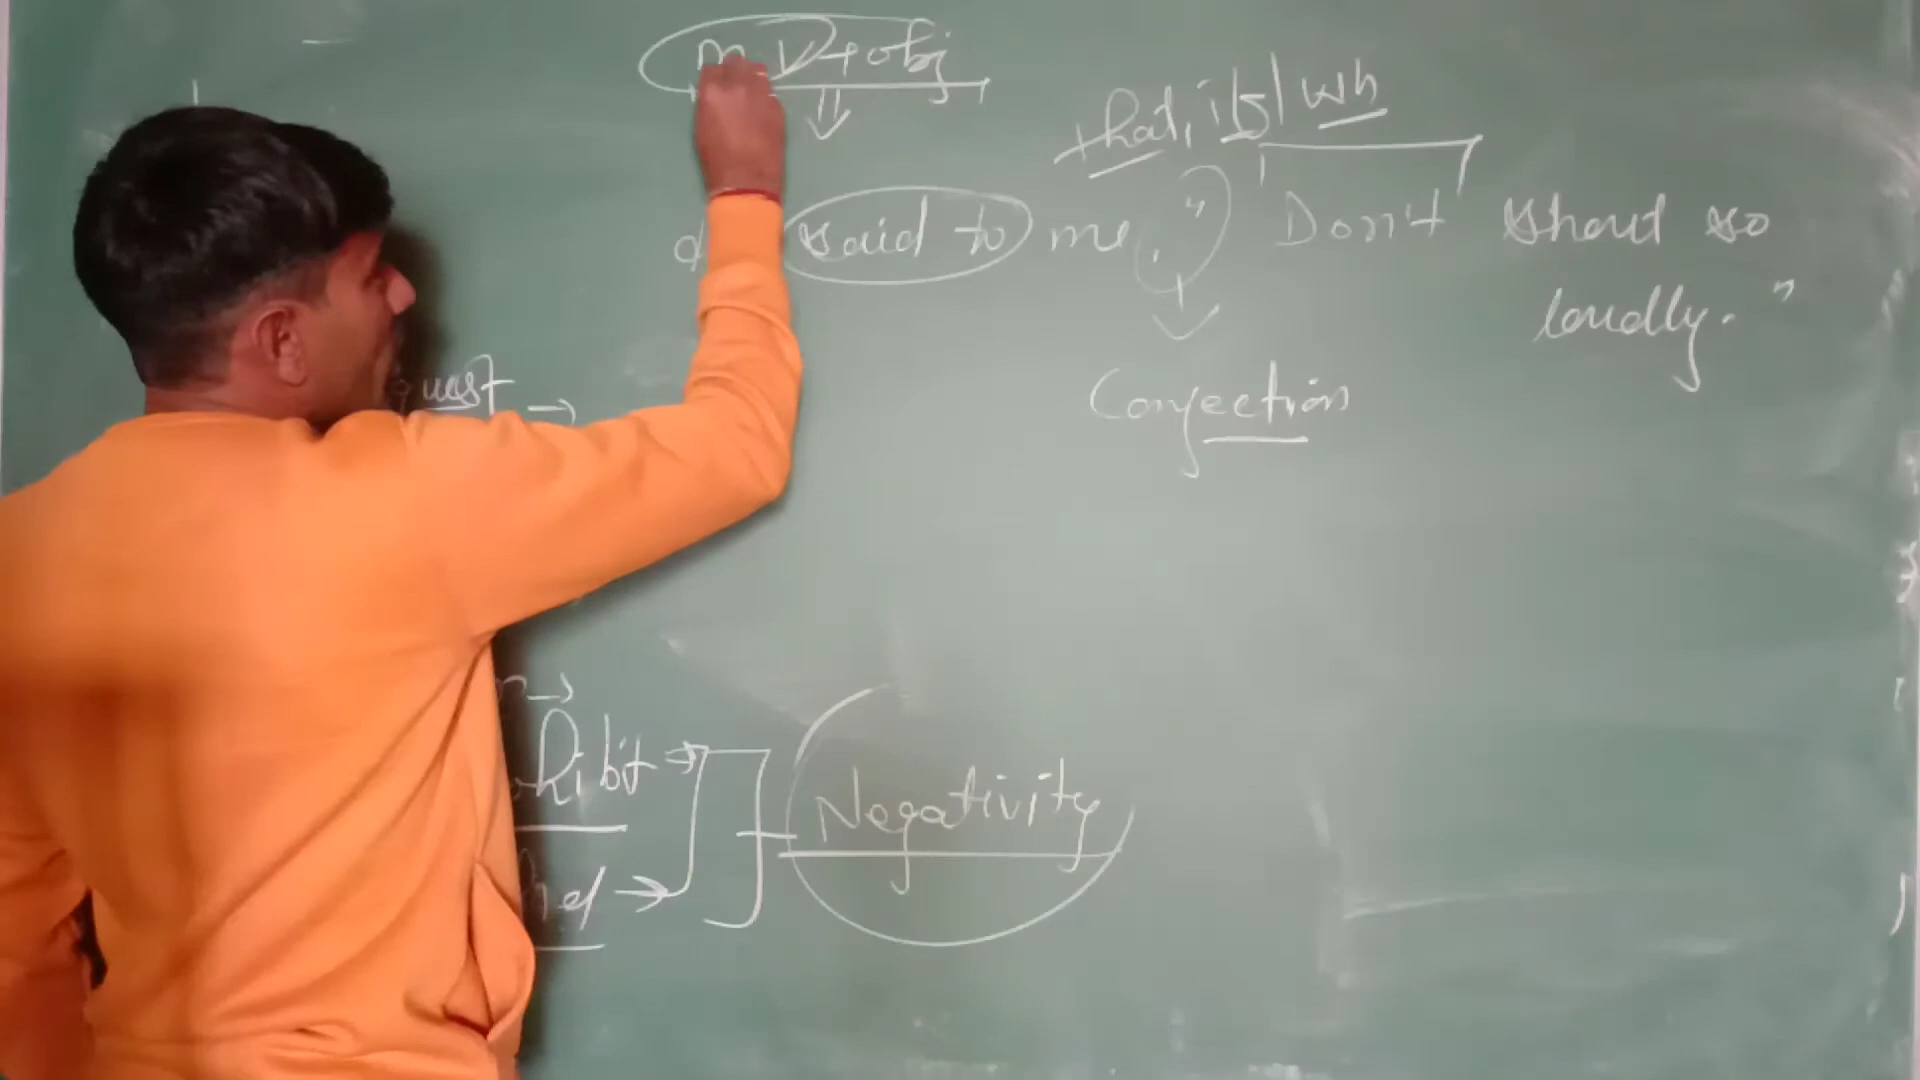 m.v + obj
that, if | wh
said to me, " Don't shout so
loudly. "
quest →
Conjection
hibit →
Negativity